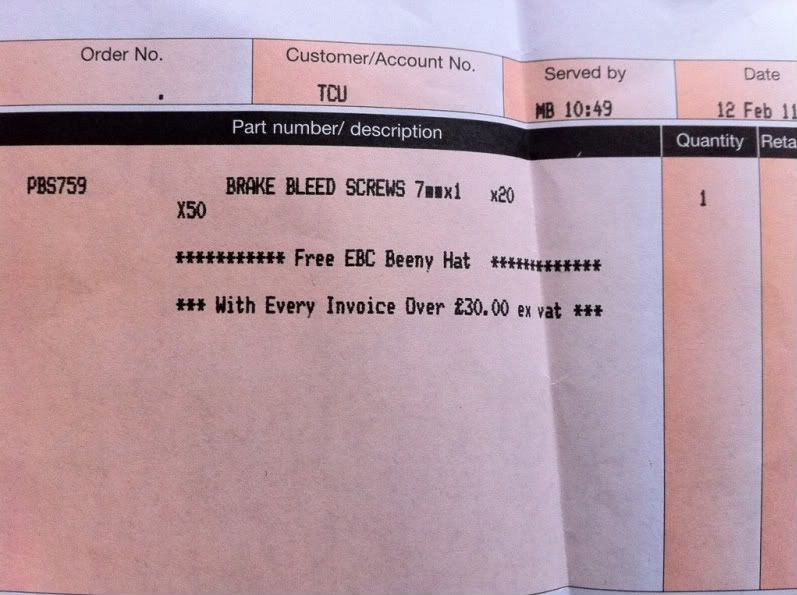 Order No. Customer/Account No. Served by Date
. TCU MB 10:49 12 Feb 11
Part number/ description Quantity Reta
PBS759 BRAKE BLEED SCREWS 7mmx1 x20 1
X50
*********** Free EBC Beeny Hat ************
*** With Every Invoice Over £30.00 ex vat ***